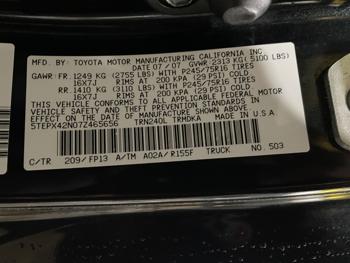 MFD. BY: TOYOTA MOTOR MANUFACTURING CALIFORNIA INC.
DATE 07/07 GVWR 2313 KG (5100 LBS)
GAWR: FR. 1249 KG (2755 LBS) WITH P245/75R16 TIRES
16X7J RIMS AT 200 KPA (29 PSI) COLD
RR. 1410 KG (3110 LBS) WITH P245/75R16 TIRES
16X7J RIMS AT 200 KPA (29 PSI) COLD
THIS VEHICLE CONFORMS TO ALL APPLICABLE FEDERAL MOTOR
VEHICLE SAFETY AND THEFT PREVENTION STANDARDS IN
EFFECT ON THE DATE OF MANUFACTURE SHOWN ABOVE.
5TEPX42N07Z465656 TRN240L TRMDKA MADE IN U.S.A.
C/TR 209/FP13 A/TM A02A/R155F TRUCK NO. 503